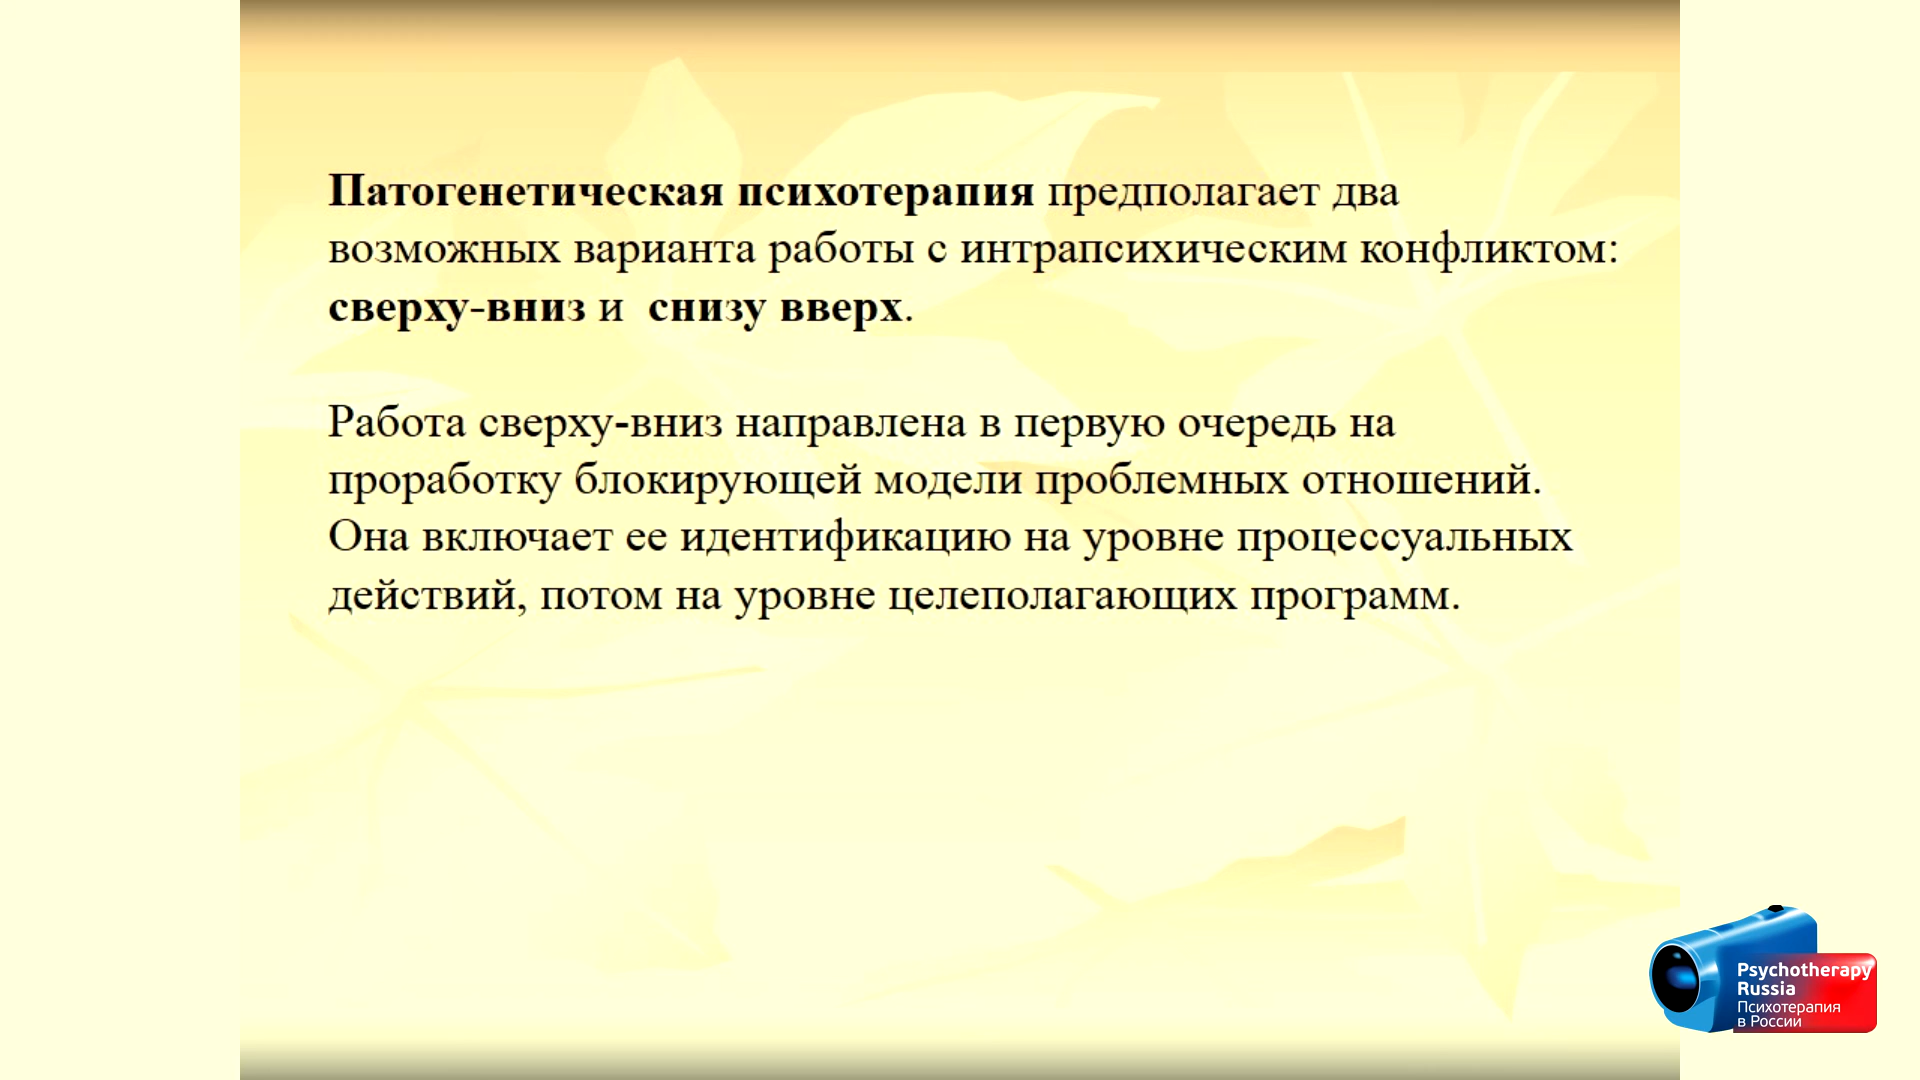 Патогенетическая психотерапия предполагает два
возможных варианта работы с интрапсихическим конфликтом:
сверху-вниз и  снизу вверх.
Работа сверху-вниз направлена в первую очередь на
проработку блокирующей модели проблемных отношений.
Она включает ее идентификацию на уровне процессуальных
действий, потом на уровне целеполагающих программ.
Psychotherapy
Russia
Психотерапия
в России